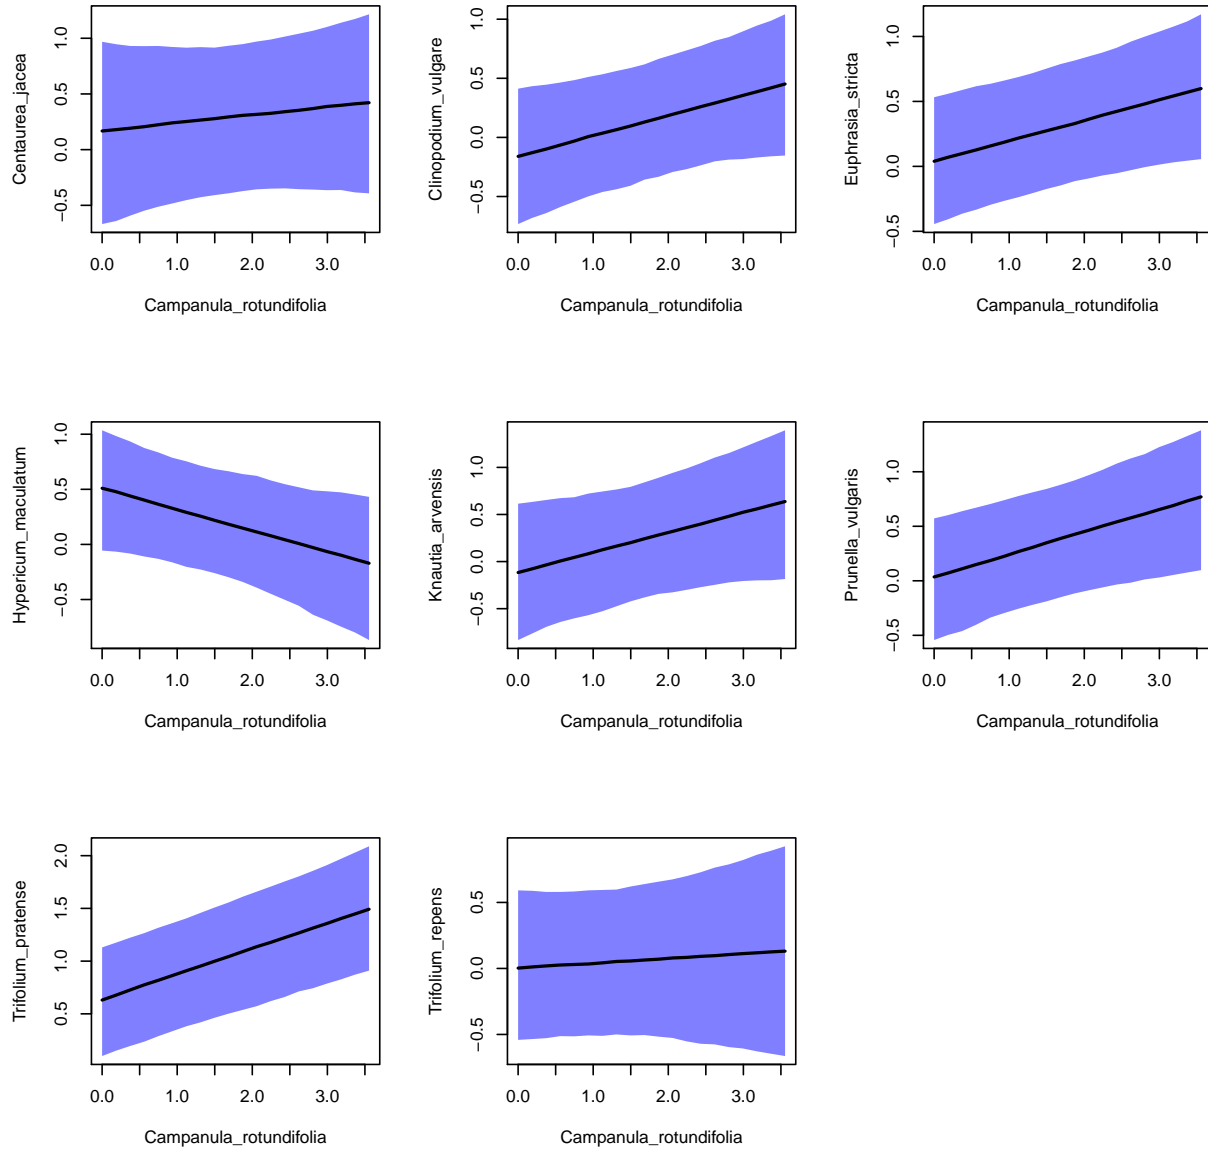 Centaurea_jacea
−0.5 0.0 0.5 1.0
0.0 1.0 2.0 3.0
Campanula_rotundifolia
Clinopodium_vulgare
−0.5 0.0 0.5 1.0
0.0 1.0 2.0 3.0
Campanula_rotundifolia
Euphrasia_stricta
−0.5 0.0 0.5 1.0
0.0 1.0 2.0 3.0
Campanula_rotundifolia
Hypericum_maculatum
−0.5 0.0 0.5 1.0
0.0 1.0 2.0 3.0
Campanula_rotundifolia
Knautia_arvensis
−0.5 0.0 0.5 1.0
0.0 1.0 2.0 3.0
Campanula_rotundifolia
Prunella_vulgaris
−0.5 0.0 0.5 1.0
0.0 1.0 2.0 3.0
Campanula_rotundifolia
Trifolium_pratense
0.5 1.0 1.5 2.0
0.0 1.0 2.0 3.0
Campanula_rotundifolia
Trifolium_repens
−0.5 0.0 0.5
0.0 1.0 2.0 3.0
Campanula_rotundifolia